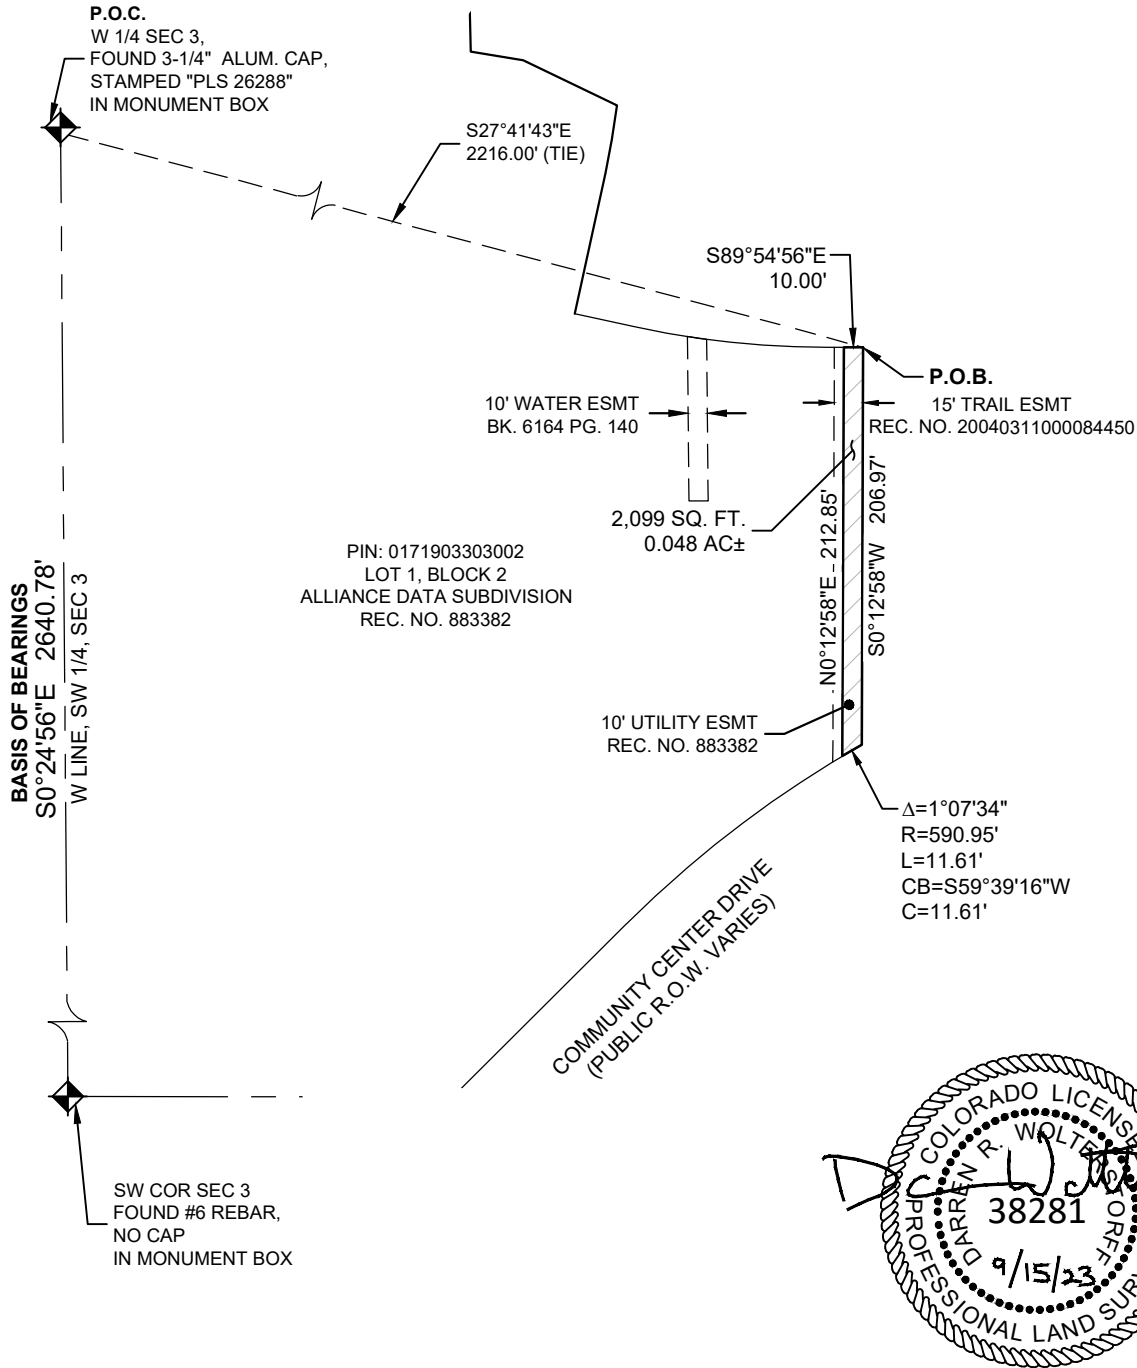 P.O.C.
W 1/4 SEC 3,
FOUND 3-1/4" ALUM. CAP,
STAMPED "PLS 26288"
IN MONUMENT BOX
S27°41'43"E
2216.00' (TIE)
S89°54'56"E
10.00'
P.O.B.
15' TRAIL ESMT
REC. NO. 20040311000084450
10' WATER ESMT
BK. 6164 PG. 140
2,099 SQ. FT.
0.048 AC±
N0°12'58"E 212.85'
S0°12'58"W 206.97'
PIN: 0171903303002
LOT 1, BLOCK 2
ALLIANCE DATA SUBDIVISION
REC. NO. 883382
BASIS OF BEARINGS
S0°24'56"E 2640.78'
W LINE, SW 1/4, SEC 3
10' UTILITY ESMT
REC. NO. 883382
Δ=1°07'34"
R=590.95'
L=11.61'
CB=S59°39'16"W
C=11.61'
COMMUNITY CENTER DRIVE
(PUBLIC R.O.W. VARIES)
SW COR SEC 3
FOUND #6 REBAR,
NO CAP
IN MONUMENT BOX
COLORADO LICENSE
DARREN R. WOLTERSTORFF
38281
9/15/23
PROFESSIONAL LAND SUR